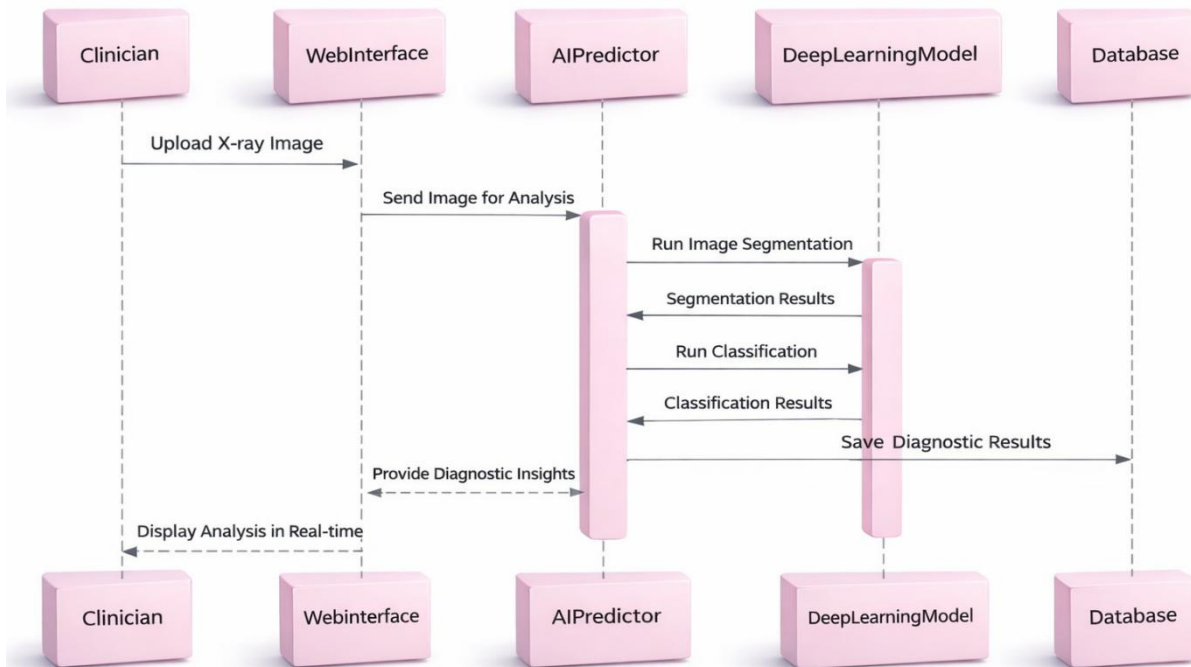 Clinician
WebInterface
AIPredictor
DeepLearningModel
Database
Upload X-ray Image
Send Image for Analysis
Run Image Segmentation
Segmentation Results
Run Classification
Classification Results
Save Diagnostic Results
Provide Diagnostic Insights
Display Analysis in Real-time
Clinician
Webinterface
AIPredictor
DeepLearningModel
Database